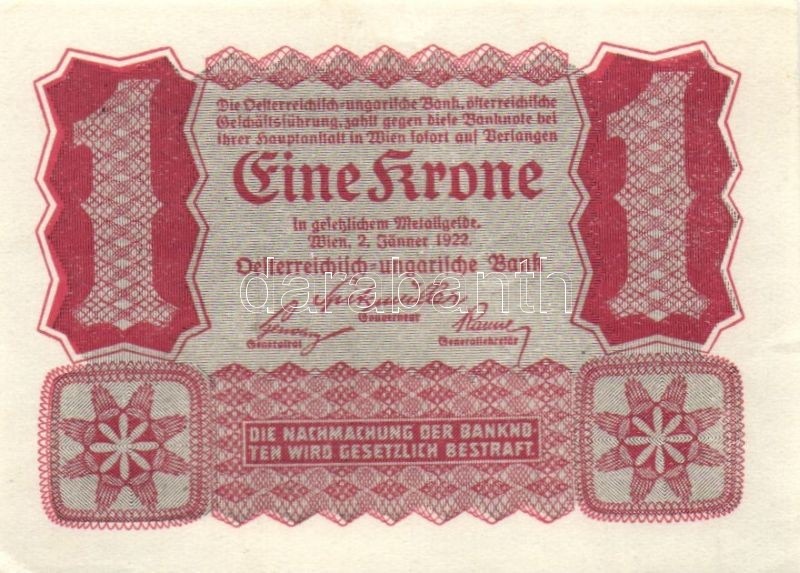 1
1
Die Oesterreichisch-ungarische Bank, österreichische
Geschäftsführung, zahlt gegen diese Banknote bei
ihrer Hauptanstalt in Wien sofort auf Verlangen
Eine Krone
in gesetzlichem Metallgelde.
Wien, 2. Jänner 1922.
Oesterreichisch-ungarische Bank
darabanth
Gouverneur
Generalrat
Generalsekretär
DIE NACHMACHUNG DER BANKNO
TEN WIRD GESETZLICH BESTRAFT.